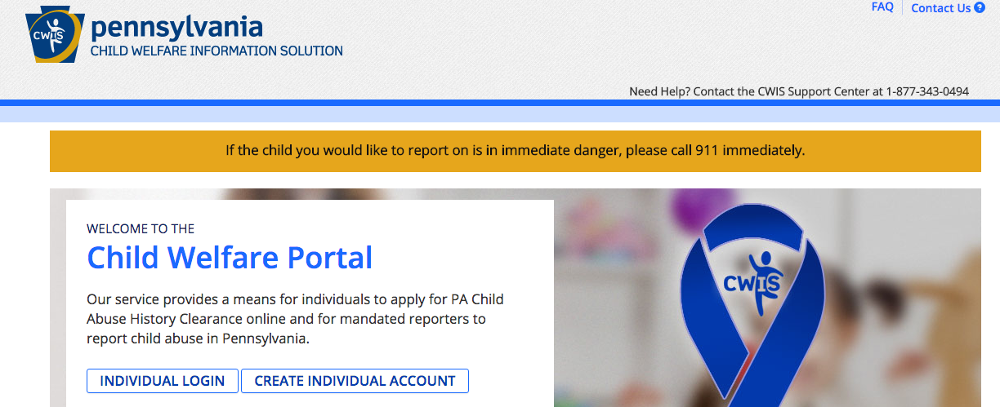 FAQ
Contact Us ?
CWIS
pennsylvania
CHILD WELFARE INFORMATION SOLUTION
Need Help? Contact the CWIS Support Center at 1-877-343-0494
If the child you would like to report on is in immediate danger, please call 911 immediately.
WELCOME TO THE
Child Welfare Portal
Our service provides a means for individuals to apply for PA Child
Abuse History Clearance online and for mandated reporters to
report child abuse in Pennsylvania.
INDIVIDUAL LOGIN
CREATE INDIVIDUAL ACCOUNT
CWIS